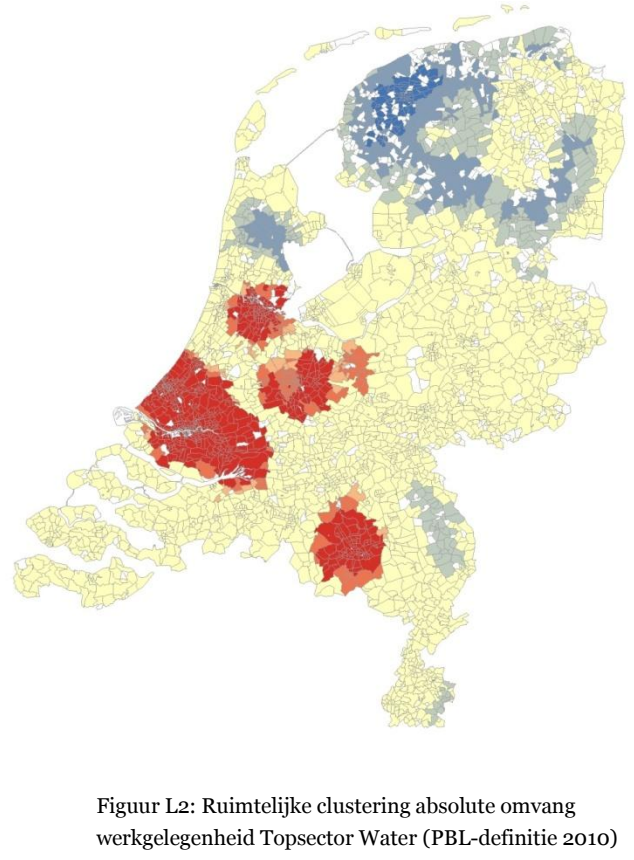 Figuur L2: Ruimtelijke clustering absolute omvang
werkgelegenheid Topsector Water (PBL-definitie 2010)